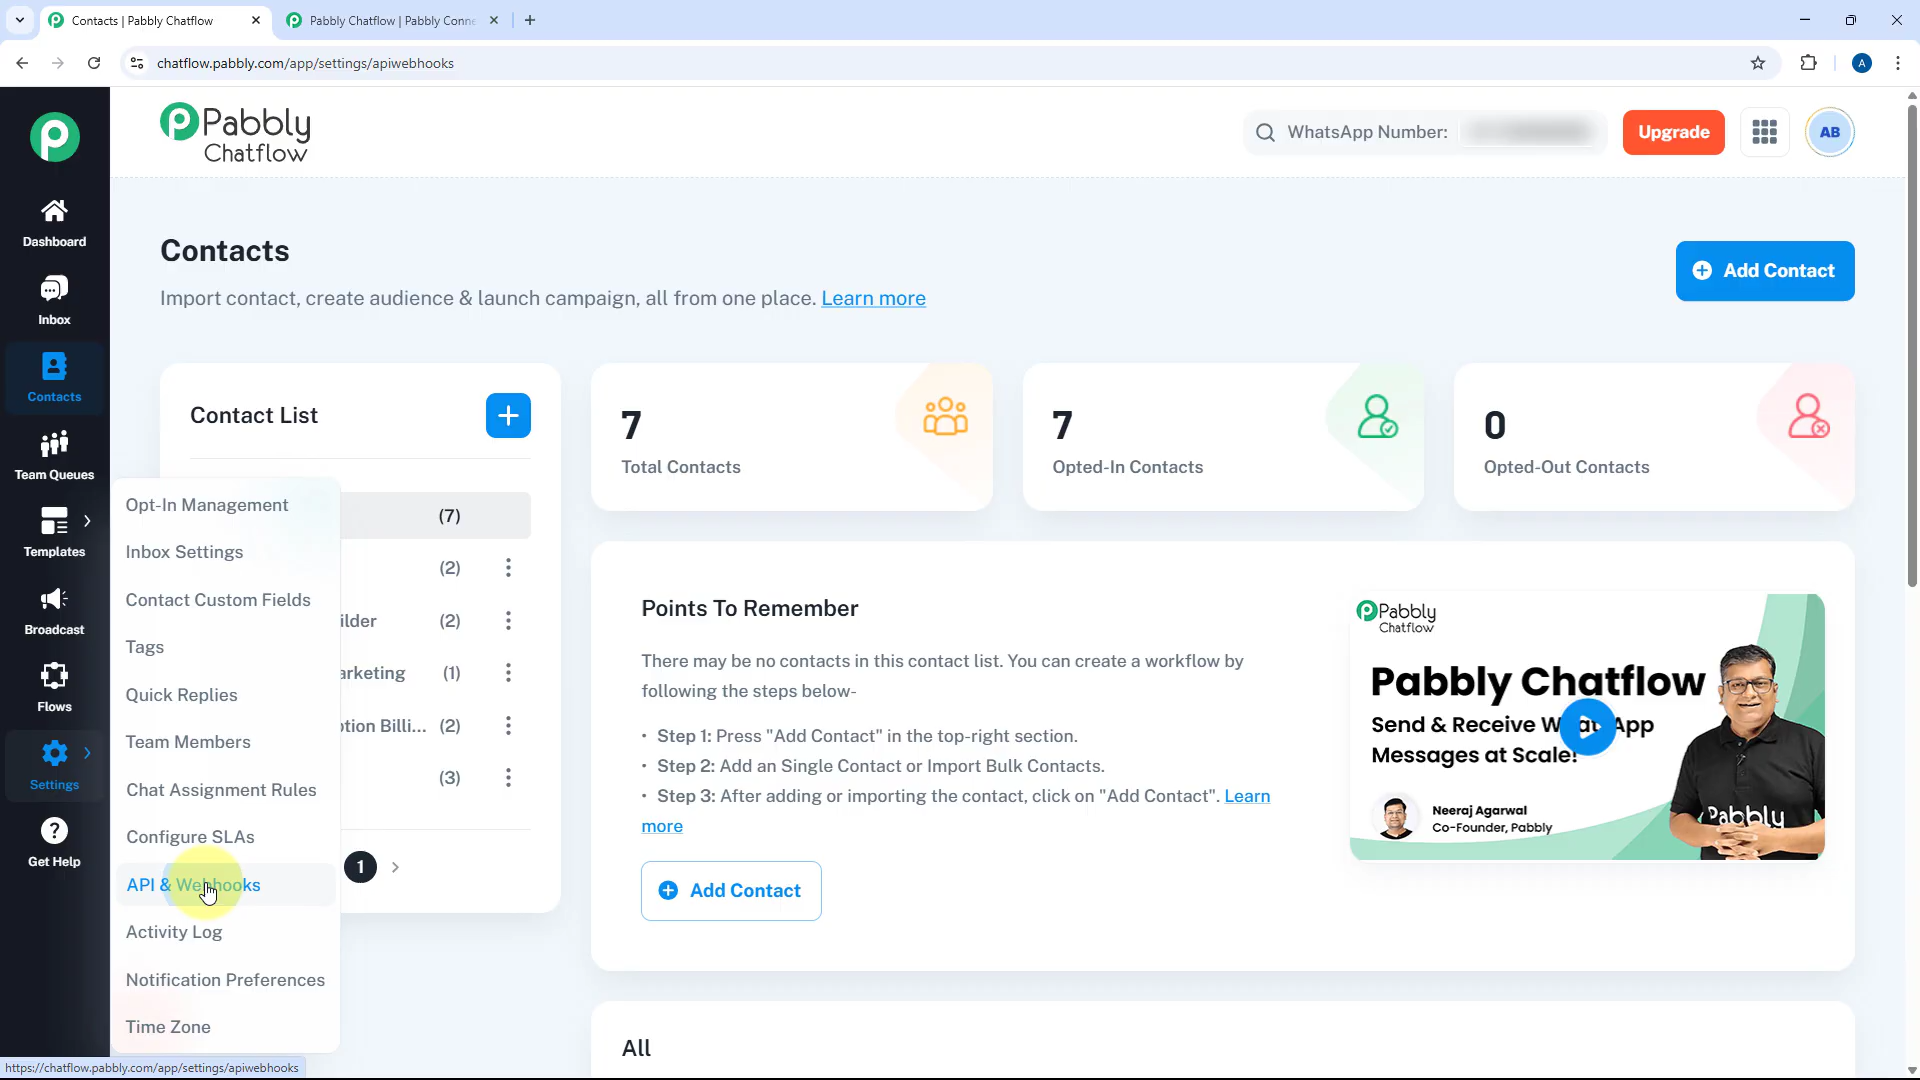 Contacts | Pabbly Chatflow
Pabbly Chatflow | Pabbly Conne
chatflow.pabbly.com/app/settings/apiwebhooks
A
Pabbly
Chatflow
WhatsApp Number:
Upgrade
AB
Dashboard
Inbox
Contacts
Team Queues
Templates
Broadcast
Flows
Settings
Get Help
Contacts
Import contact, create audience & launch campaign, all from one place. Learn more
Add Contact
Contact List
(7)
(2)
ilder (2)
arketing (1)
tion Billi... (2)
(3)
1
Opt-In Management
Inbox Settings
Contact Custom Fields
Tags
Quick Replies
Team Members
Chat Assignment Rules
Configure SLAs
API & Webhooks
Activity Log
Notification Preferences
Time Zone
7
Total Contacts
7
Opted-In Contacts
0
Opted-Out Contacts
Points To Remember
There may be no contacts in this contact list. You can create a workflow by
following the steps below-
• Step 1: Press "Add Contact" in the top-right section.
• Step 2: Add an Single Contact or Import Bulk Contacts.
• Step 3: After adding or importing the contact, click on "Add Contact". Learn
more
Add Contact
Pabbly
Chatflow
Pabbly Chatflow
Send & Receive WhatsApp
Messages at Scale!
Neeraj Agarwal
Co-Founder, Pabbly
Pabbly
All
https://chatflow.pabbly.com/app/settings/apiwebhooks